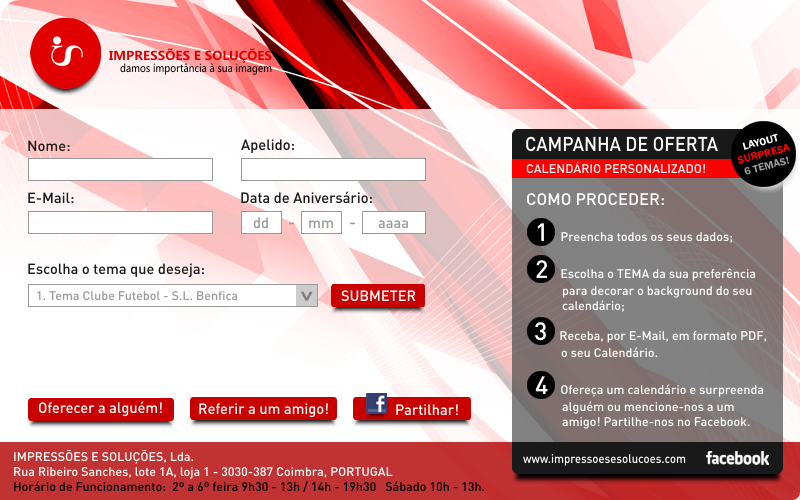 IMPRESSÕES E SOLUÇÕES
damos importância à sua imagem
Nome:
Apelido:
E-Mail:
Data de Aniversário:
dd - mm - aaaa
Escolha o tema que deseja:
1. Tema Clube Futebol - S.L. Benfica
SUBMETER
Oferecer a alguém!
Referir a um amigo!
f Partilhar!
CAMPANHA DE OFERTA
CALENDÁRIO PERSONALIZADO!
LAYOUT
SURPRESA
6 TEMAS!
COMO PROCEDER:
1 Preencha todos os seus dados;
2 Escolha o TEMA da sua preferência
para decorar o background do seu
calendário;
3 Receba, por E-Mail, em formato PDF,
o seu Calendário.
4 Ofereça um calendário e surpreenda
alguém ou mencione-nos a um
amigo! Partilhe-nos no Facebook.
www.impressoesesolucoes.com facebook
IMPRESSÕES E SOLUÇÕES, Lda.
Rua Ribeiro Sanches, lote 1A, loja 1 - 3030-387 Coimbra, PORTUGAL
Horário de Funcionamento: 2º a 6º feira 9h30 - 13h / 14h - 19h30 Sábado 10h - 13h.